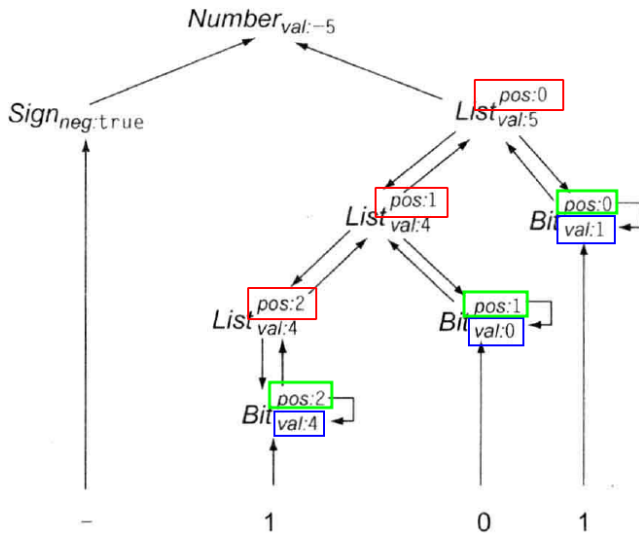 Number val:-5
Sign neg:true
List pos:0
val:5
List pos:1
val:4
Bit pos:0
val:1
List pos:2
val:4
Bit pos:1
val:0
Bit pos:2
val:4
- 1 0 1